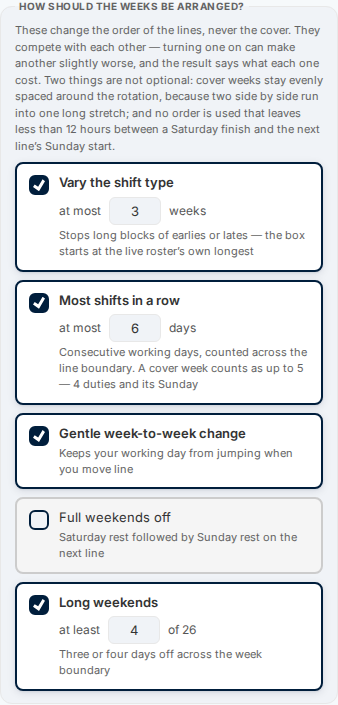 HOW SHOULD THE WEEKS BE ARRANGED?
These change the order of the lines, never the cover. They
compete with each other — turning one on can make
another slightly worse, and the result says what each one
cost. Two things are not optional: cover weeks stay evenly
spaced around the rotation, because two side by side run
into one long stretch; and no order is used that leaves
less than 12 hours between a Saturday finish and the next
line's Sunday start.
Vary the shift type
at most 3 weeks
Stops long blocks of earlies or lates — the box
starts at the live roster's own longest
Most shifts in a row
at most 6 days
Consecutive working days, counted across the
line boundary. A cover week counts as up to 5
— 4 duties and its Sunday
Gentle week-to-week change
Keeps your working day from jumping when
you move line
Full weekends off
Saturday rest followed by Sunday rest on the
next line
Long weekends
at least 4 of 26
Three or four days off across the week
boundary